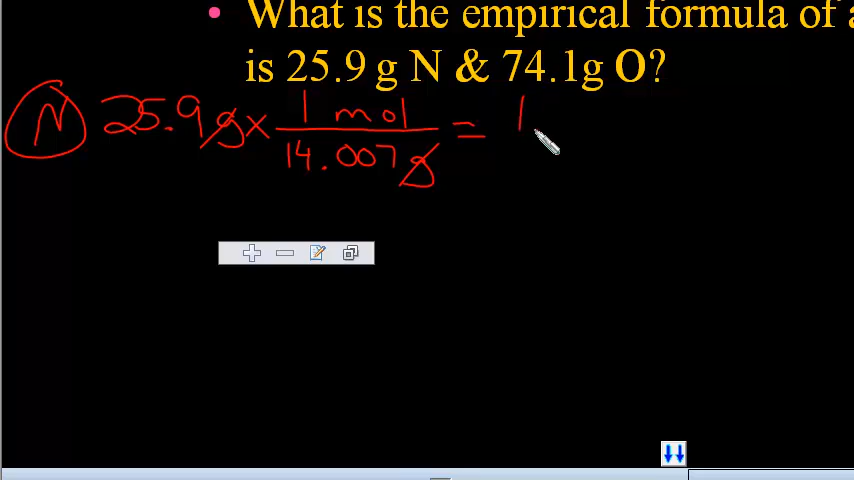 • What is the empirical formula of a
is 25.9 g N & 74.1g O?
N 25.9g x 1 mol / 14.007g = 1